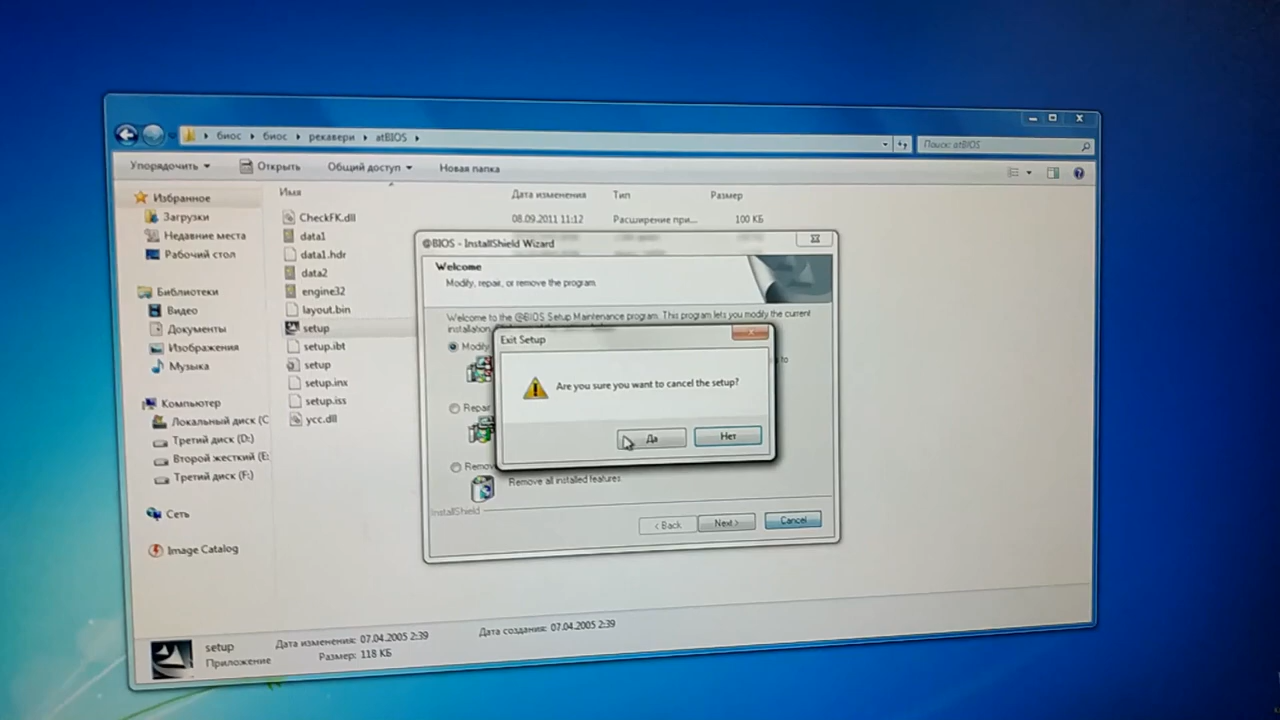 биос биос рекавери atBIOS
Поиск: atBIOS
Упорядочить Открыть Общий доступ Новая папка
Избранное
Загрузки
Недавние места
Рабочий стол
Библиотеки
Видео
Документы
Изображения
Музыка
Компьютер
Локальный диск (C
Третий диск (D:)
Второй жесткий (E:
Третий диск (F:)
Сеть
Image Catalog
Имя Дата изменения Тип Размер
CheckFK.dll 08.09.2011 11:12 Расширение при... 100 КБ
data1
data1.hdr
data2
engine32
layout.bin
setup
setup.ibt
setup
setup.inx
setup.iss
ycc.dll
@BIOS - InstallShield Wizard
Welcome
Modify, repair, or remove the program.
Welcome to the @BIOS Setup Maintenance program. This program lets you modify the current
installation.
Modify
to
Repair
Remov
Remove all installed features.
InstallShield
< Back Next > Cancel
Exit Setup
Are you sure you want to cancel the setup?
Да Нет
setup Дата изменения: 07.04.2005 2:39 Дата создания: 07.04.2005 2:39
Приложение Размер: 118 КБ